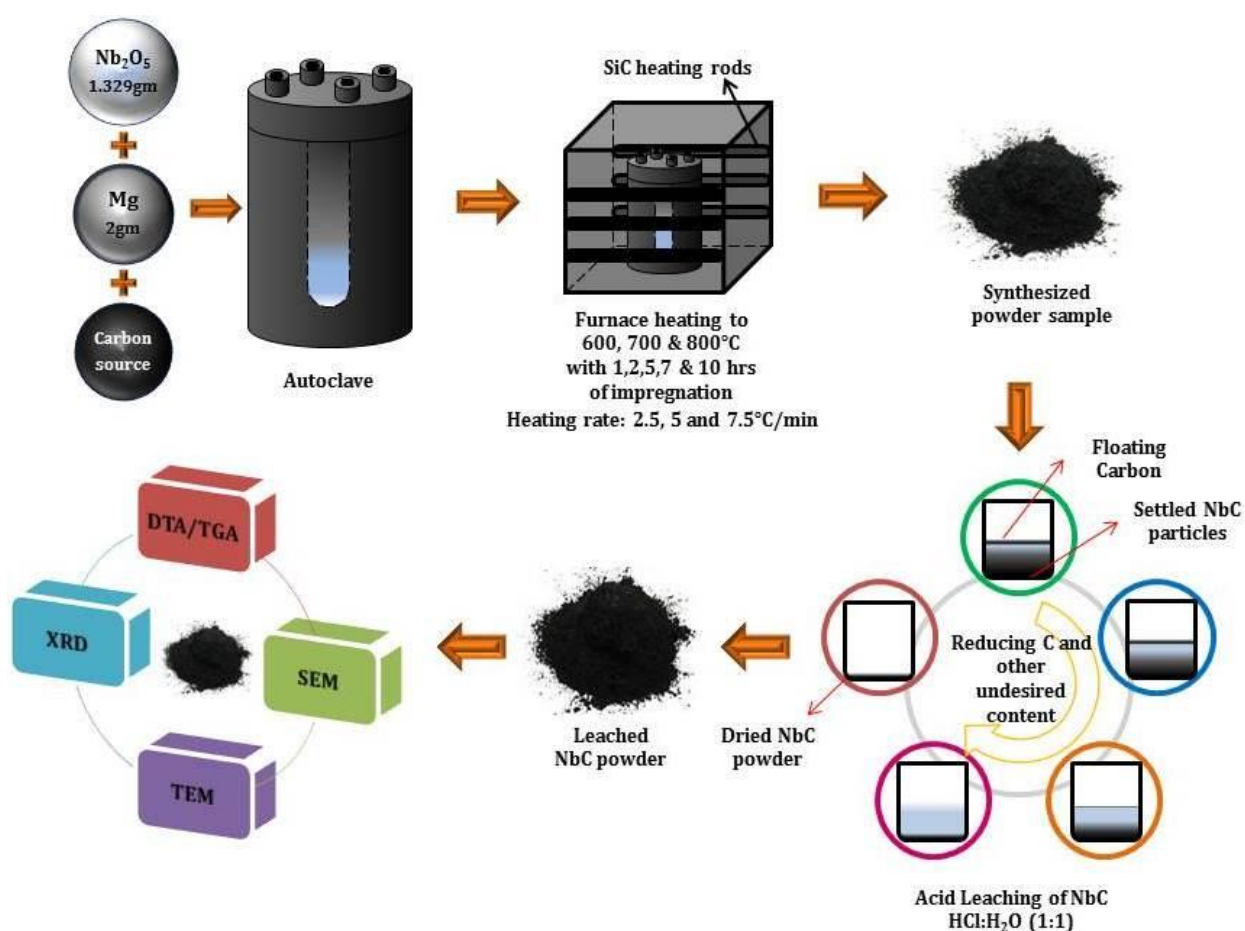 Nb₂O₅
1.329gm
Mg
2gm
Carbon
source
Autoclave
SiC heating rods
Furnace heating to
600, 700 & 800°C
with 1,2,5,7 & 10 hrs
of impregnation
Heating rate: 2.5, 5 and 7.5°C/min
Synthesized
powder sample
Floating
Carbon
Settled NbC
particles
Reducing C and
other
undesired
content
Dried NbC
powder
Acid Leaching of NbC
HCl:H₂O (1:1)
Leached
NbC powder
DTA/TGA
XRD
SEM
TEM